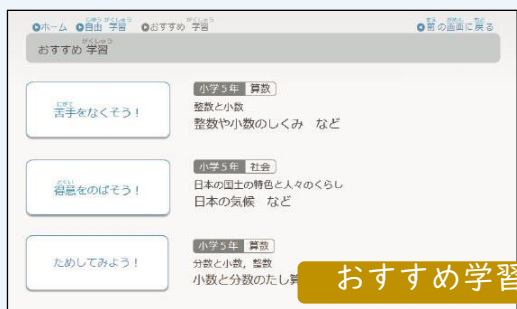 ホーム 自由学習 おすすめ学習 前の画面に戻る
おすすめ学習
苦手をなくそう!
小学5年 算数
整数と小数
整数や小数のしくみ など
得意をのばそう!
小学5年 社会
日本の国土の特色と人々のくらし
日本の気候 など
ためしてみよう!
小学5年 算数
分数と小数，整数
小数と分数のたし算
おすすめ学習